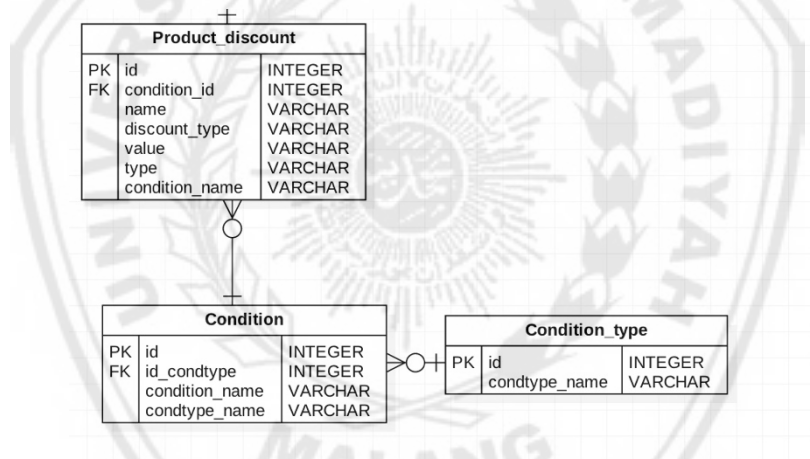 Product_discount
PK id INTEGER
FK condition_id INTEGER
name VARCHAR
discount_type VARCHAR
value VARCHAR
type VARCHAR
condition_name VARCHAR
Condition
PK id INTEGER
FK id_condtype INTEGER
condition_name VARCHAR
condtype_name VARCHAR
Condition_type
PK id INTEGER
condtype_name VARCHAR
MALANG